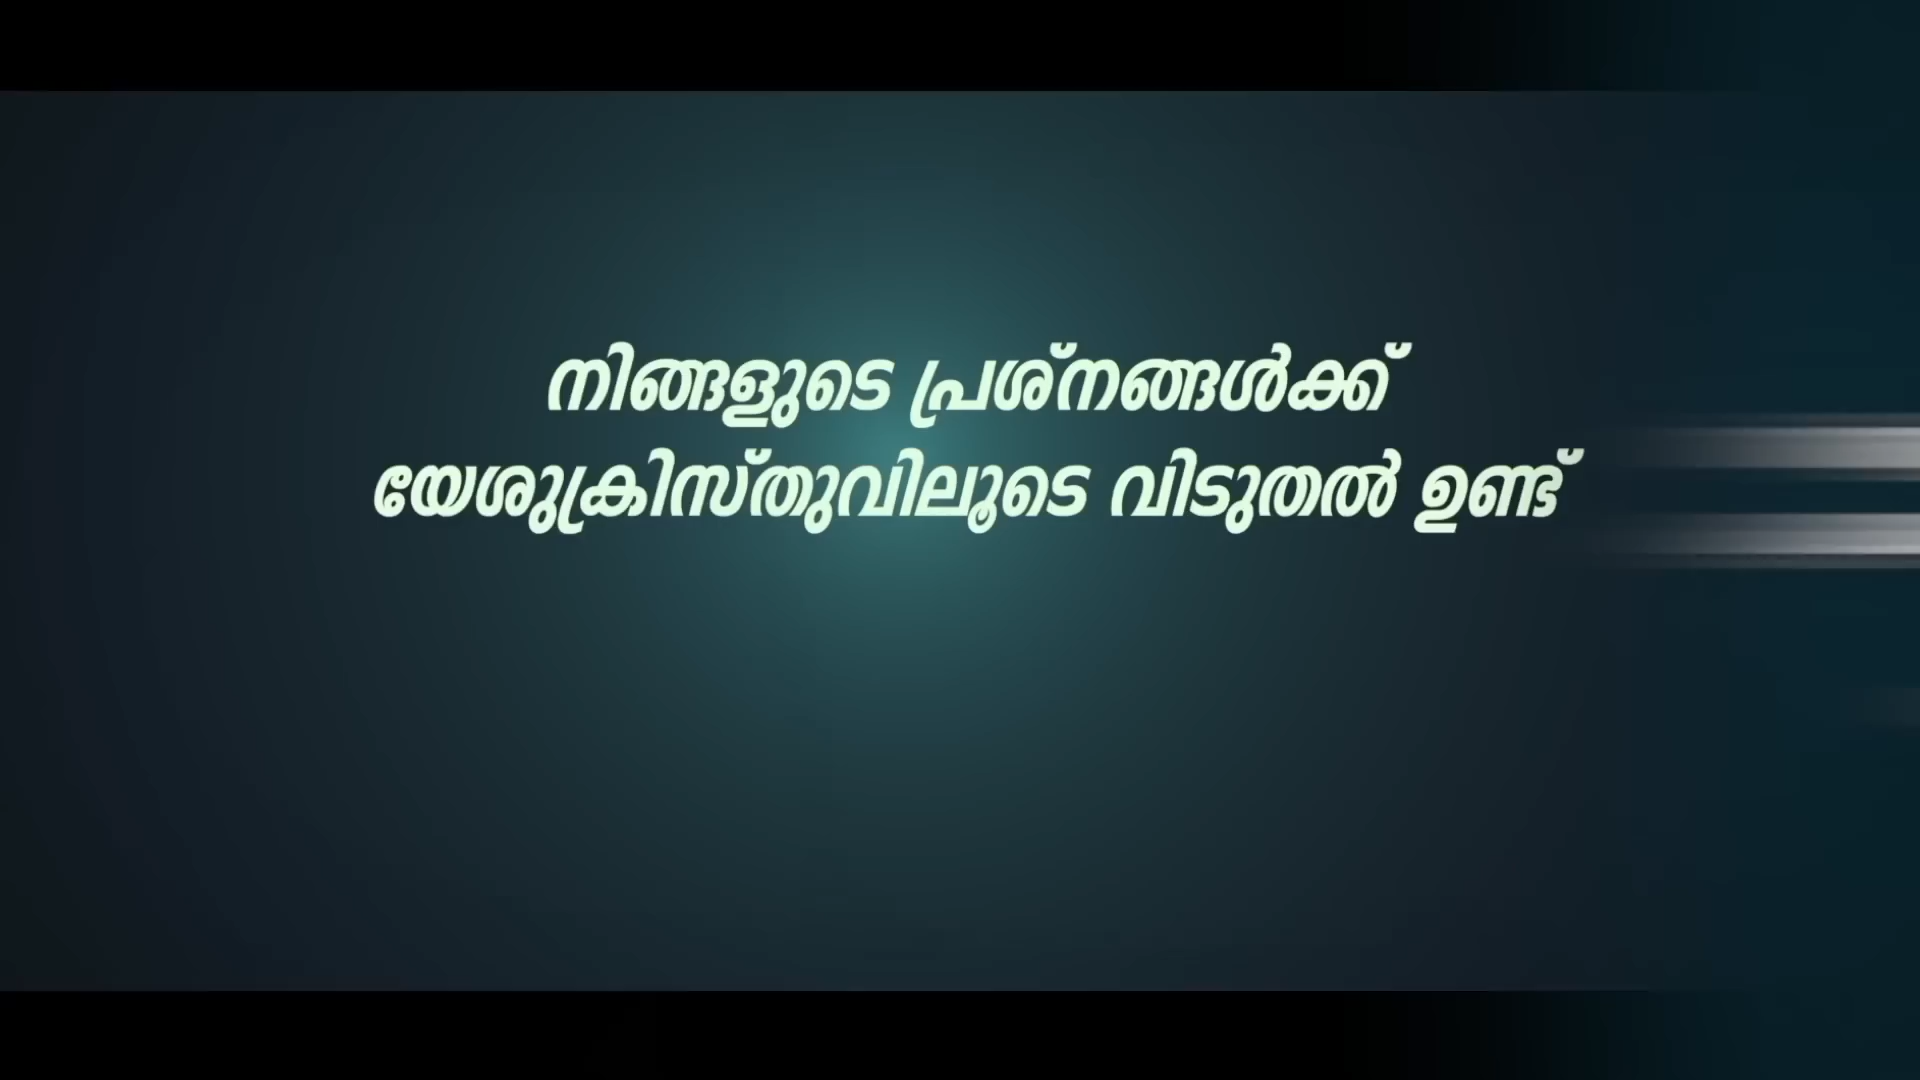 നിങ്ങളുടെ പ്രശ്നങ്ങൾക്ക്
യേശുക്രിസ്തുവിലൂടെ വിടുതൽ ഉണ്ട്